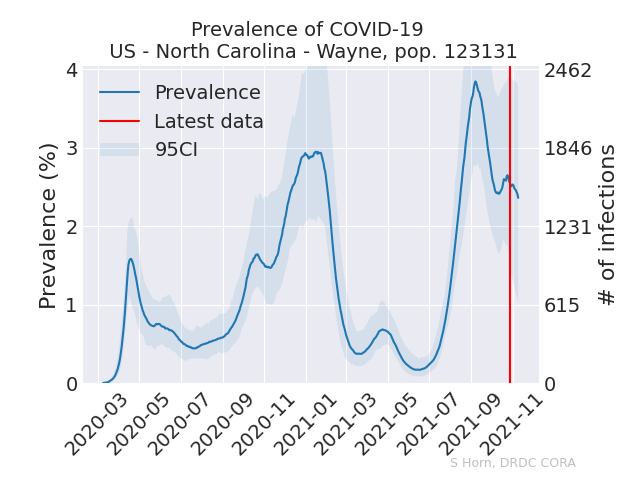 Prevalence of COVID-19
US - North Carolina - Wayne, pop. 123131
Prevalence (%)
4
3
2
1
0
Prevalence
Latest data
95CI
2462
1846
1231
615
0
# of infections
2020-03
2020-05
2020-07
2020-09
2020-11
2021-01
2021-03
2021-05
2021-07
2021-09
2021-11
S Horn, DRDC CORA